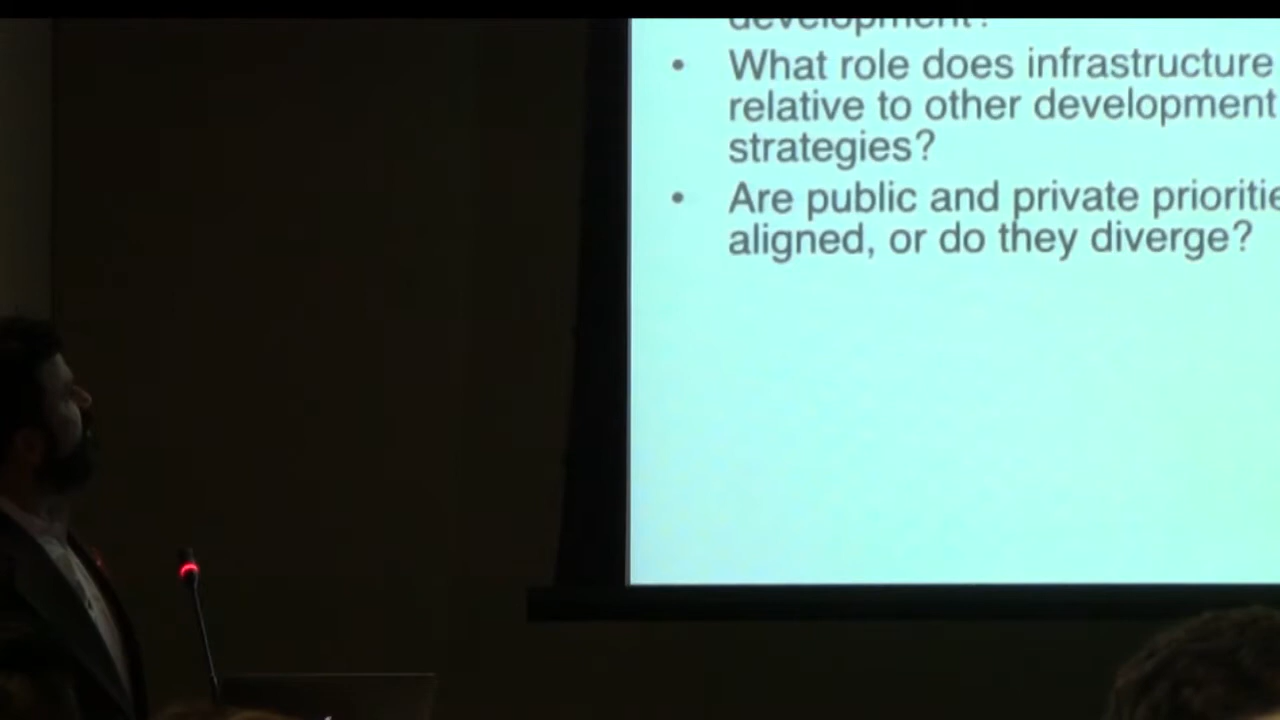 development?
• What role does infrastructure
relative to other development
strategies?
• Are public and private prioritie
aligned, or do they diverge?